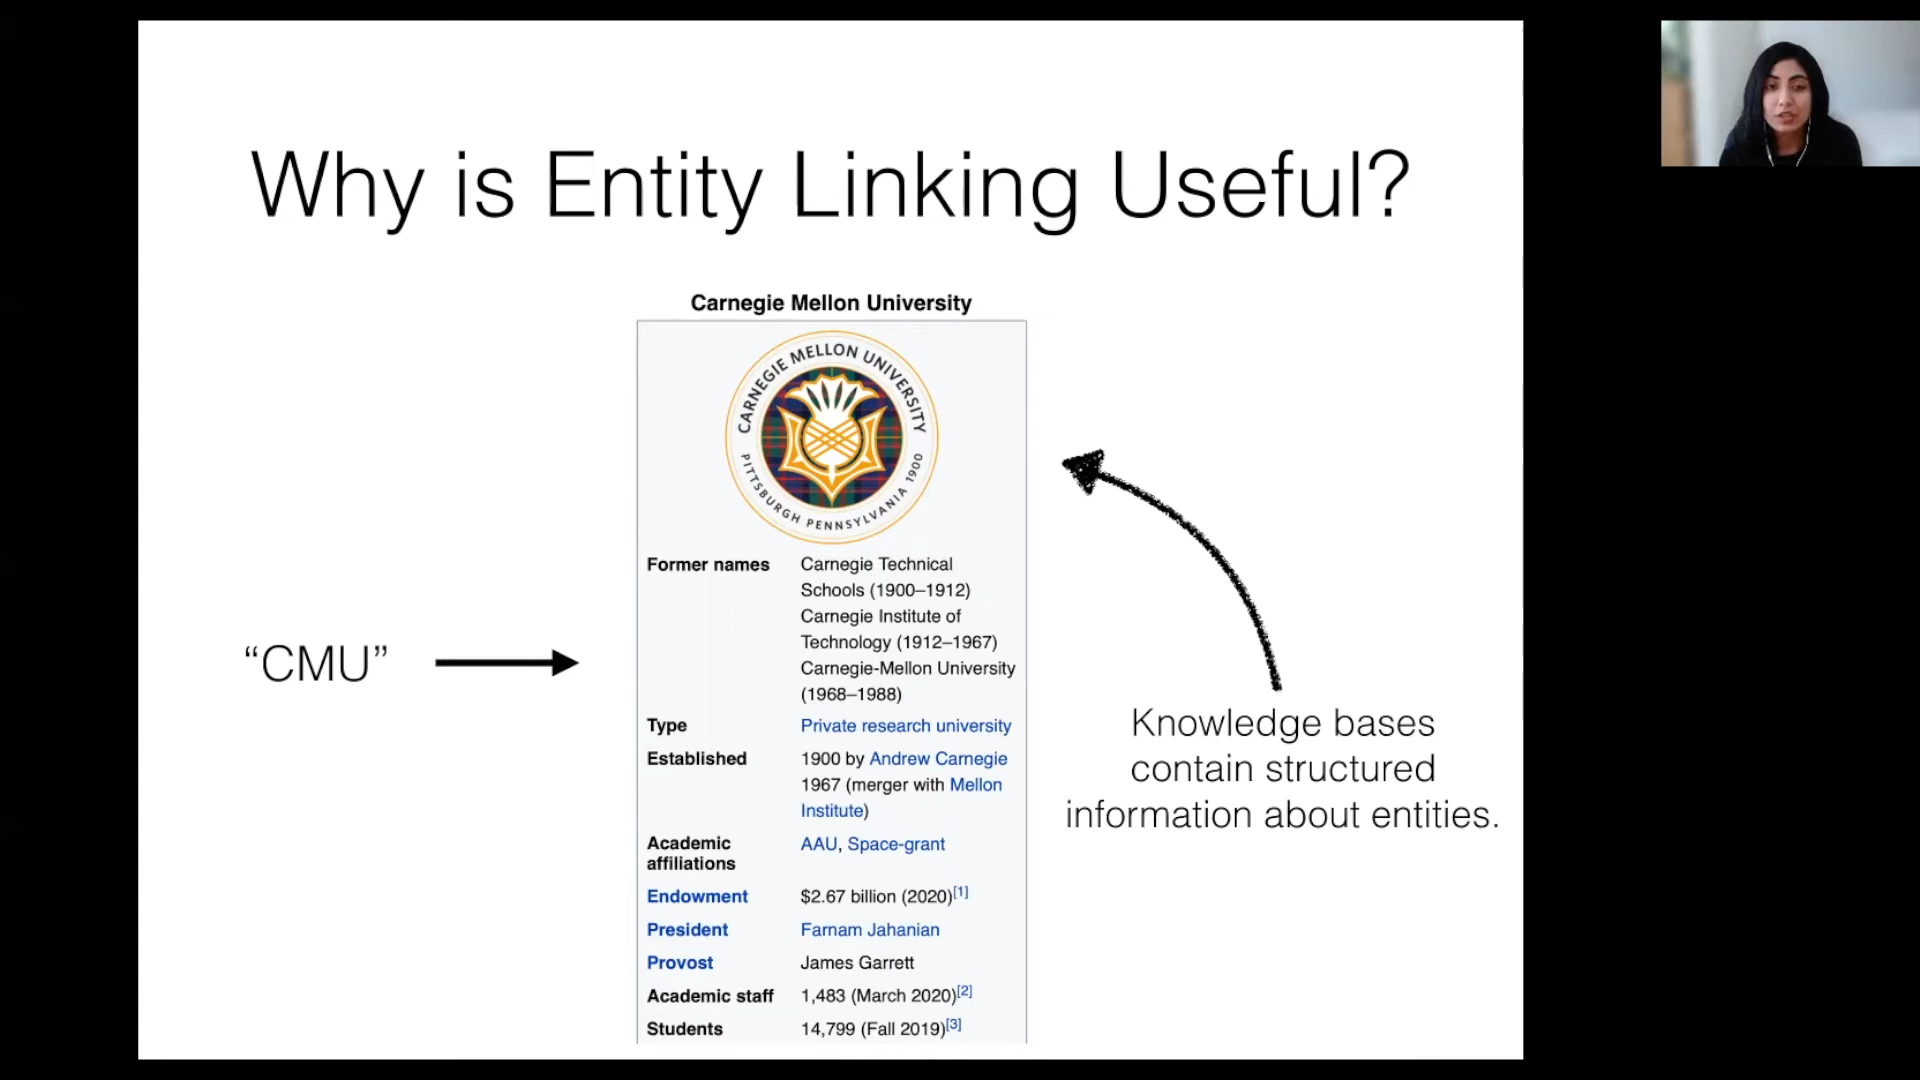 Why is Entity Linking Useful?
Carnegie Mellon University
CARNEGIE MELLON UNIVERSITY
PITTSBURGH PENNSYLVANIA 1900
“CMU”
Former names Carnegie Technical
Schools (1900–1912)
Carnegie Institute of
Technology (1912–1967)
Carnegie-Mellon University
(1968–1988)
Type Private research university
Established 1900 by Andrew Carnegie
1967 (merger with Mellon
Institute)
Academic affiliations AAU, Space-grant
Endowment $2.67 billion (2020)[1]
President Farnam Jahanian
Provost James Garrett
Academic staff 1,483 (March 2020)[2]
Students 14,799 (Fall 2019)[3]
Knowledge bases
contain structured
information about entities.